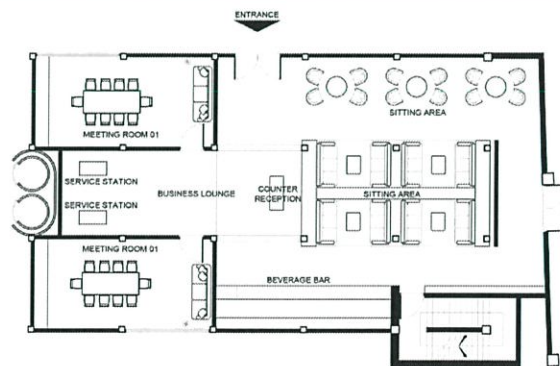 ENTRANCE
SITTING AREA
MEETING ROOM 01
SERVICE STATION
BUSINESS LOUNGE
COUNTER
RECEPTION
SITTING AREA
SERVICE STATION
MEETING ROOM 01
BEVERAGE BAR